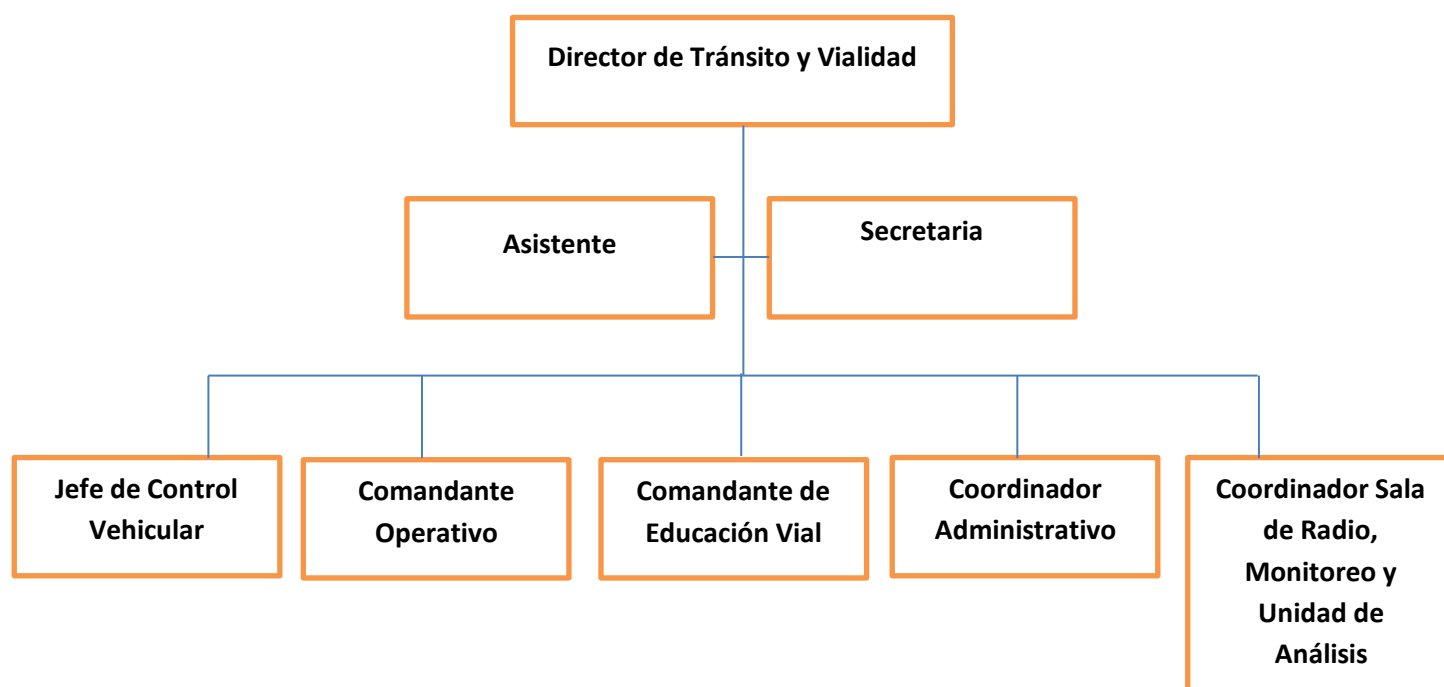 Director de Tránsito y Vialidad
Asistente
Secretaria
Jefe de Control
Vehicular
Comandante
Operativo
Comandante de
Educación Vial
Coordinador
Administrativo
Coordinador Sala
de Radio,
Monitoreo y
Unidad de
Análisis